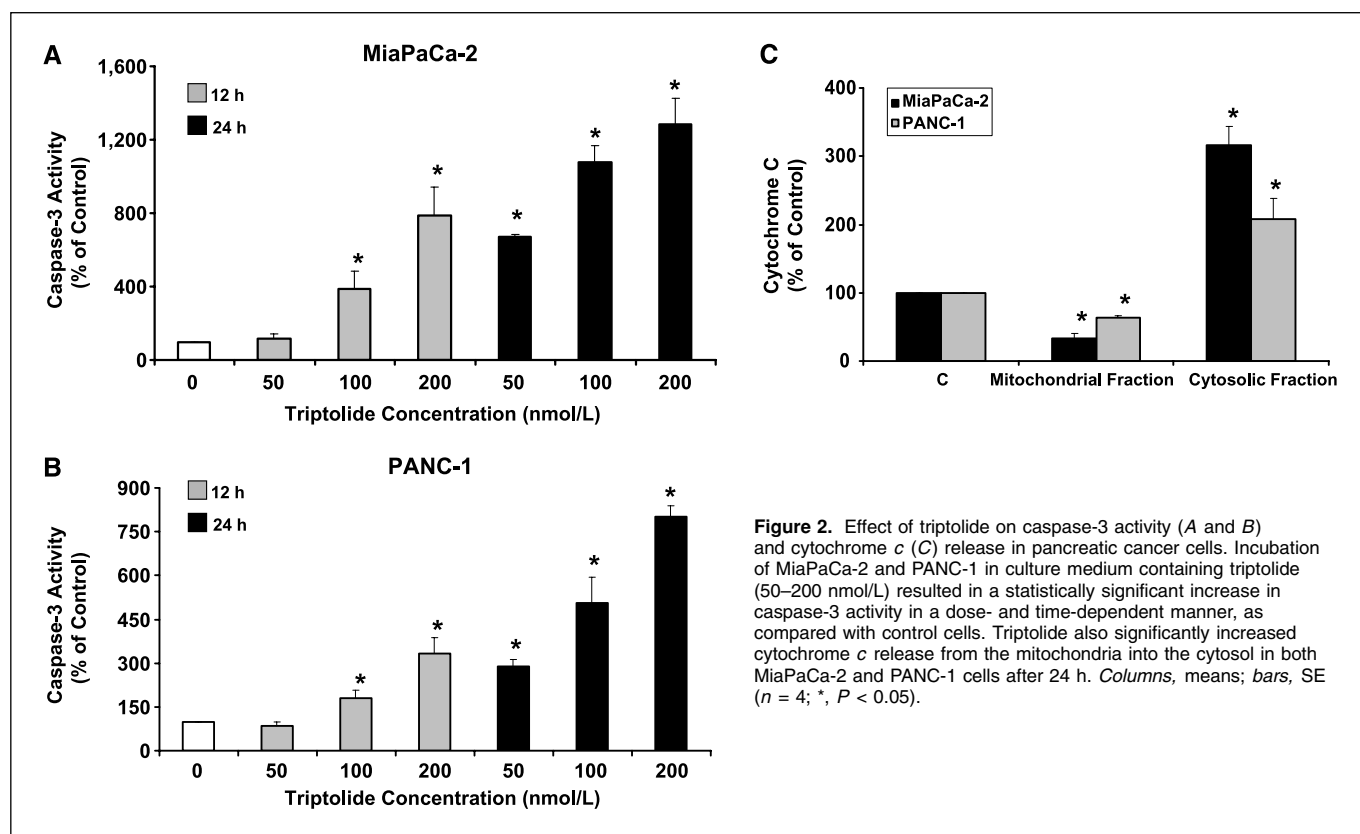 A
MiaPaCa-2
1,600
1,200
800
400
0
Caspase-3 Activity
(% of Control)
12 h
24 h
*
*
*
*
*
0 50 100 200 50 100 200
Triptolide Concentration (nmol/L)
B
PANC-1
900
750
600
450
300
150
0
Caspase-3 Activity
(% of Control)
12 h
24 h
*
*
*
*
*
0 50 100 200 50 100 200
Triptolide Concentration (nmol/L)
C
400
300
200
100
0
Cytochrome C
(% of Control)
MiaPaCa-2
PANC-1
*
*
*
*
C Mitochondrial Fraction Cytosolic Fraction
Figure 2. Effect of triptolide on caspase-3 activity (A and B)
and cytochrome c (C) release in pancreatic cancer cells. Incubation
of MiaPaCa-2 and PANC-1 in culture medium containing triptolide
(50–200 nmol/L) resulted in a statistically significant increase in
caspase-3 activity in a dose- and time-dependent manner, as
compared with control cells. Triptolide also significantly increased
cytochrome c release from the mitochondria into the cytosol in both
MiaPaCa-2 and PANC-1 cells after 24 h. Columns, means; bars, SE
(n = 4; *, P < 0.05).